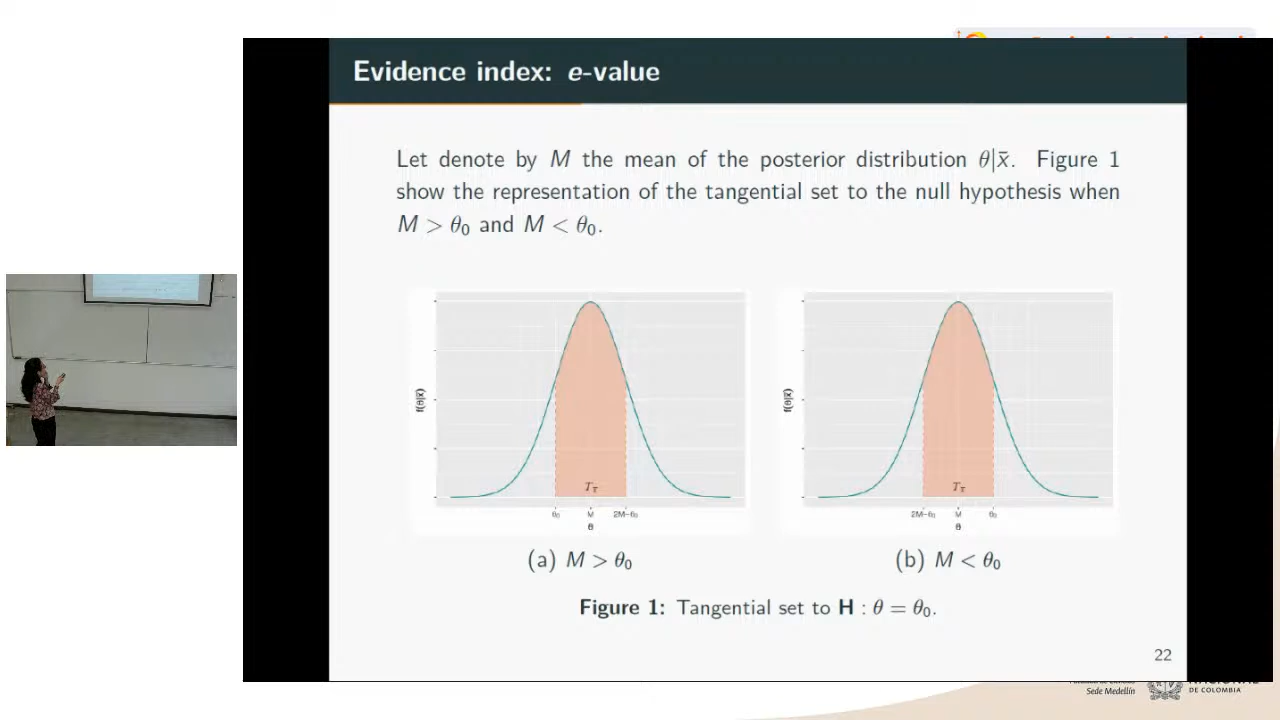 Evidence index: e-value
Let denote by M the mean of the posterior distribution θ|x̄. Figure 1
show the representation of the tangential set to the null hypothesis when
M > θ₀ and M < θ₀.
f(θ|x̄)
T_x̄
θ₀ M 2M−θ₀
θ
(a) M > θ₀
f(θ|x̄)
T_x̄
2M−θ₀ M θ₀
θ
(b) M < θ₀
Figure 1: Tangential set to H : θ = θ₀.
22
Sede Medellín
DE COLOMBIA